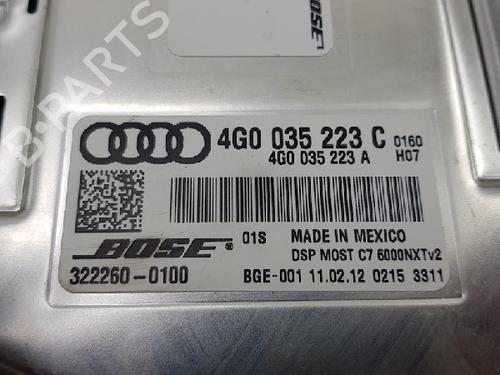 BOSE
B-PARTS
4G0 035 223 C 0160
4G0 035 223 A H07
01S MADE IN MEXICO
BOSE® DSP MOST C7 6000NXTv2
322260-0100 BGE-001 11.02.12 0215 3311